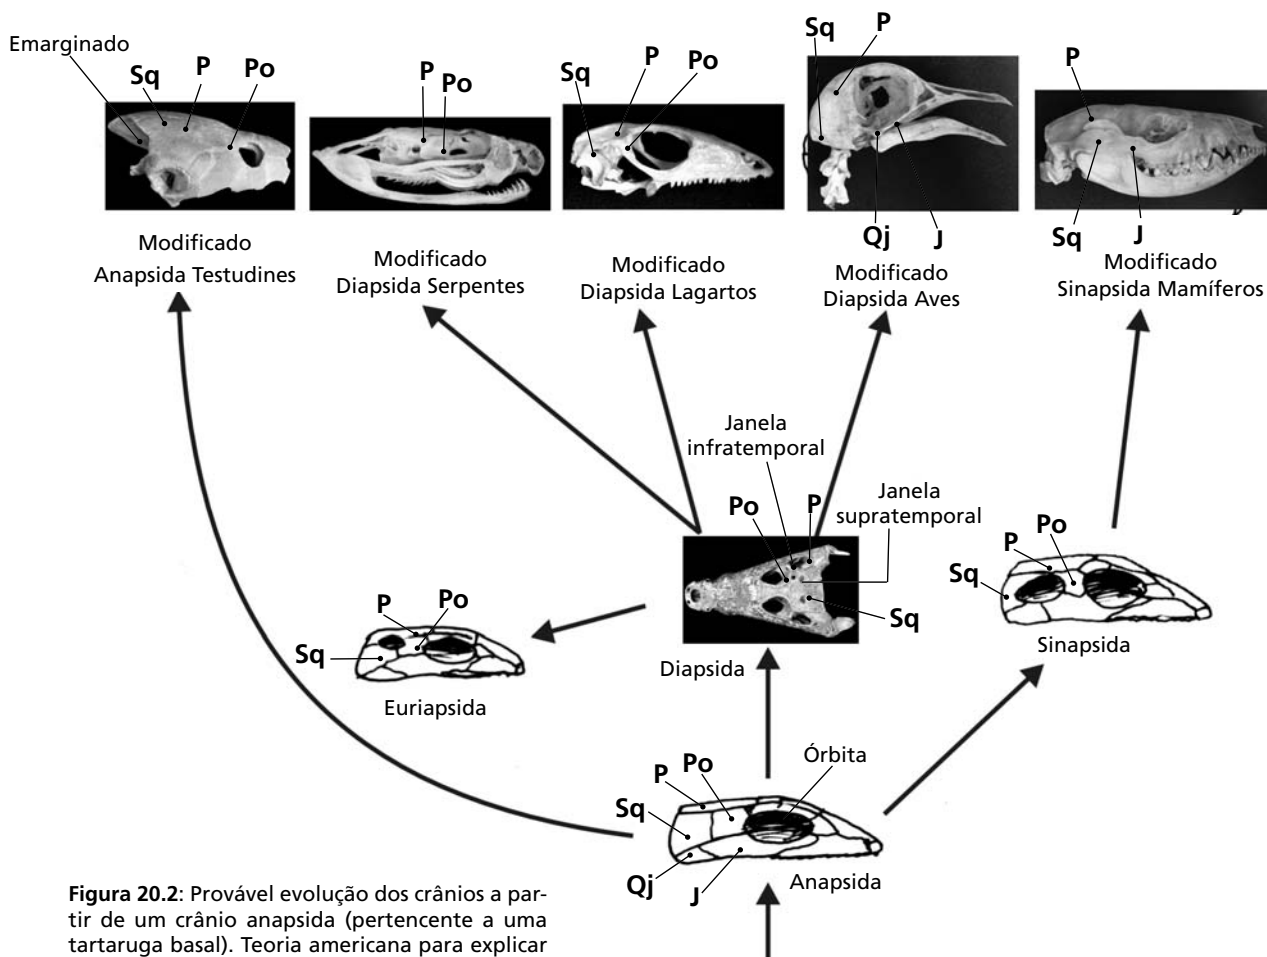 Emarginado
Sq
P
Po
P
Po
Sq
P
Po
Sq
P
Qj
J
P
Sq
J
Modificado
Anapsida Testudines
Modificado
Diapsida Serpentes
Modificado
Diapsida Lagartos
Modificado
Diapsida Aves
Modificado
Sinapsida Mamíferos
Janela
infratemporal
Po
P
Janela
supratemporal
Sq
Diapsida
P
Po
Sq
Sinapsida
P
Po
Sq
Euriapsida
P
Po
Órbita
Sq
Qj
J
Anapsida
Figura 20.2: Provável evolução dos crânios a par-
tir de um crânio anapsida (pertencente a uma
tartaruga basal). Teoria americana para explicar